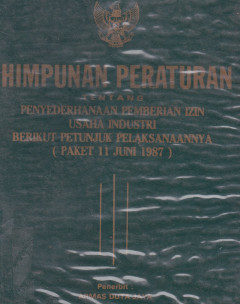 HIMPUNAN PERATURAN
TENTANG
PENYEDERHANAAN PEMBERIAN IZIN
USAHA INDUSTRI
BERIKUT PETUNJUK PELAKSANAANNYA
( PAKET 11 JUNI 1987 )
Penerbit